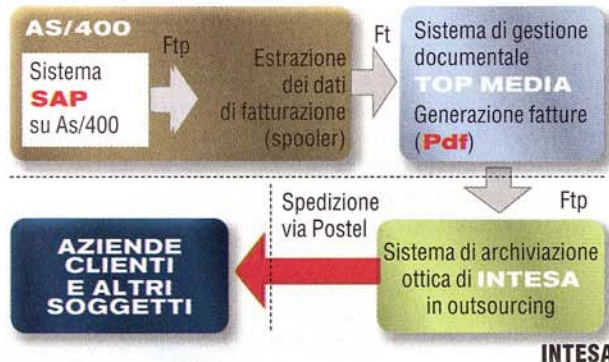 AS/400
Sistema
SAP
su As/400
Ftp
Estrazione
dei dati
di fatturazione
(spooler)
Ft
Sistema di gestione
documentale
TOP MEDIA
Generazione fatture
(Pdf)
Ftp
Sistema di archiviazione
ottica di INTESA
in outsourcing
Spedizione
via Postel
AZIENDE
CLIENTI
E ALTRI
SOGGETTI
INTESA